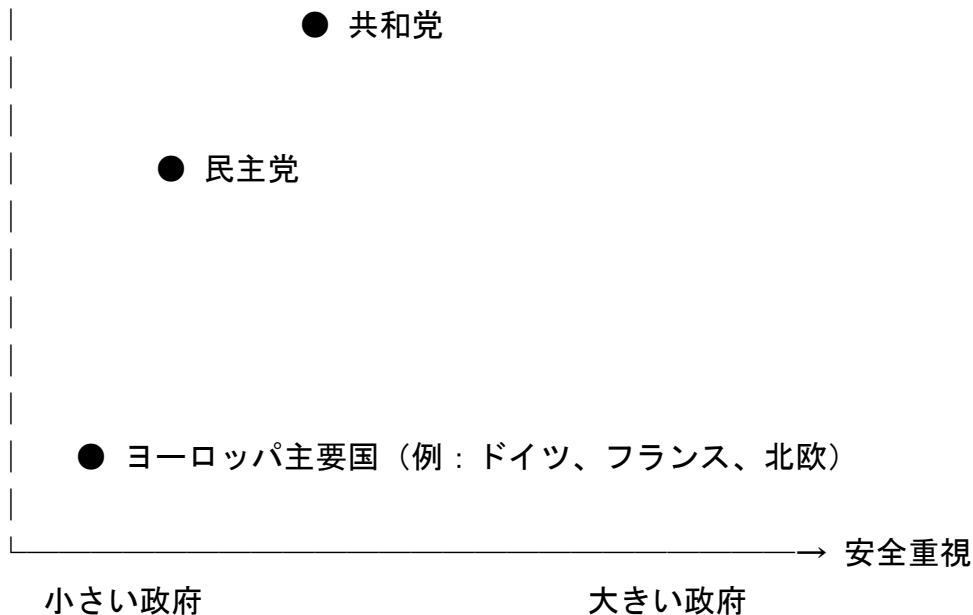 ● 共和党
● 民主党
● ヨーロッパ主要国（例：ドイツ、フランス、北欧）
→ 安全重視
小さい政府 大きい政府